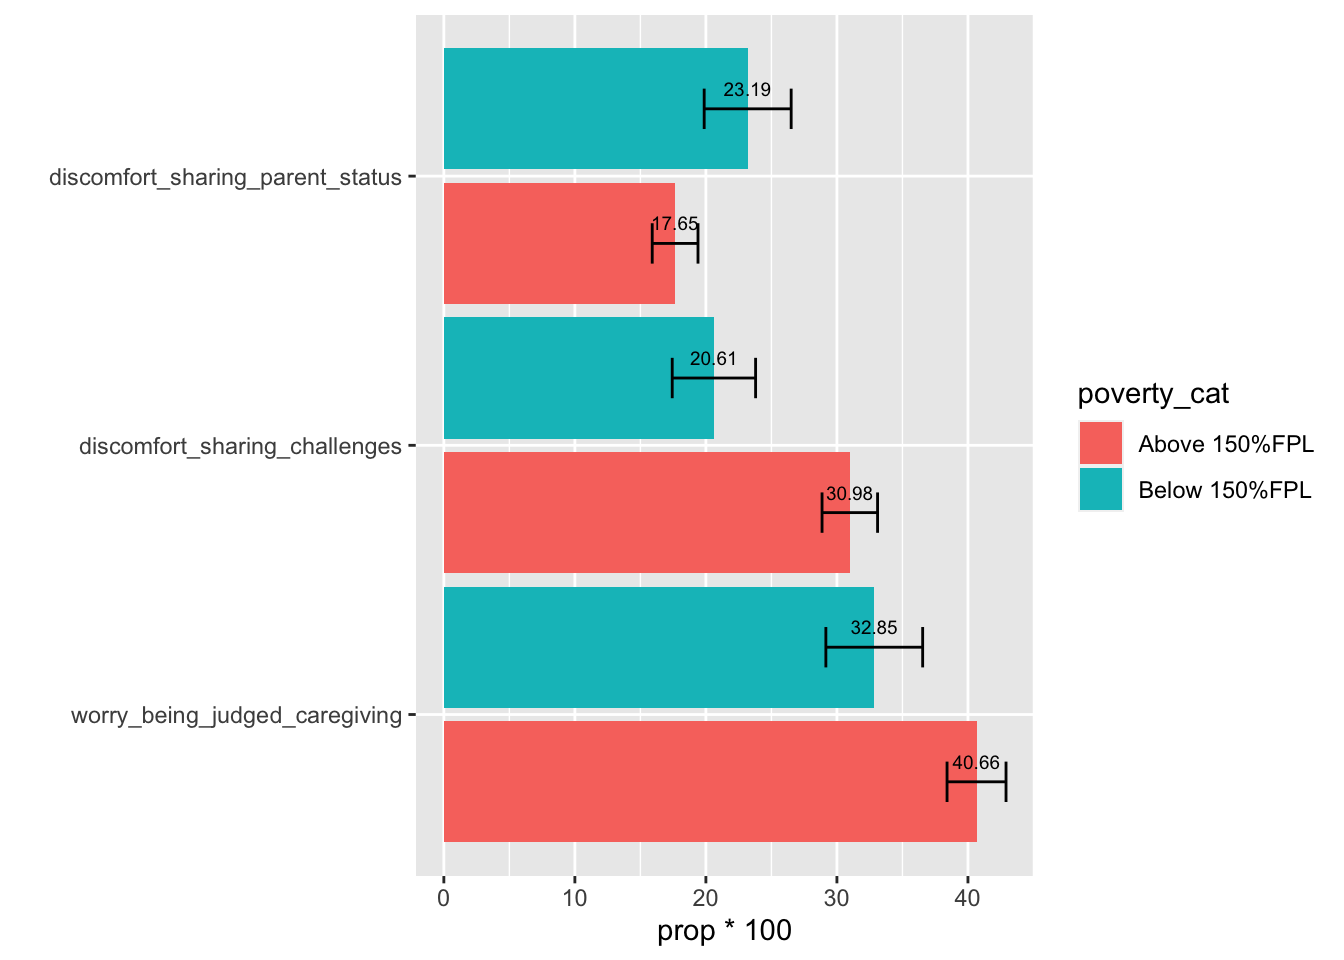 23.19
discomfort_sharing_parent_status
17.65
20.61
discomfort_sharing_challenges
30.98
32.85
worry_being_judged_caregiving
40.66
0 10 20 30 40
prop * 100
poverty_cat
Above 150%FPL
Below 150%FPL